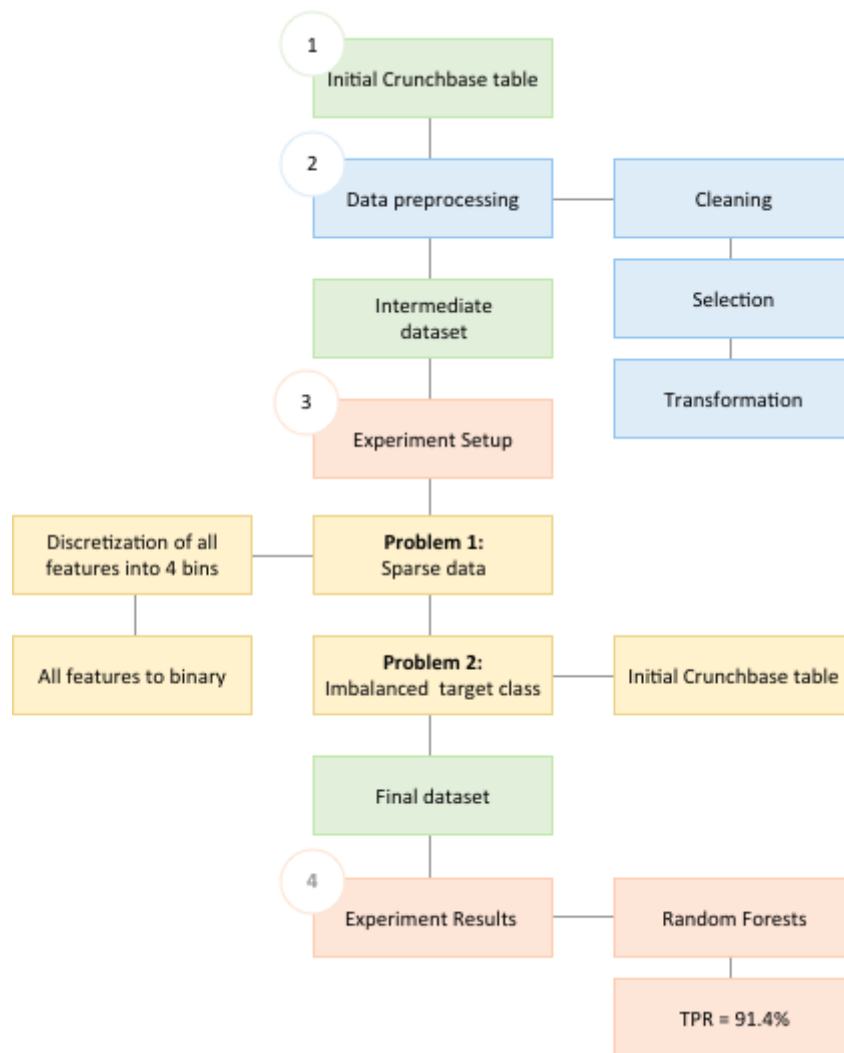 1
Initial Crunchbase table
2
Data preprocessing
Cleaning
Intermediate
dataset
Selection
Transformation
3
Experiment Setup
Discretization of all
features into 4 bins
Problem 1:
Sparse data
All features to binary
Problem 2:
Imbalanced target class
Initial Crunchbase table
Final dataset
4
Experiment Results
Random Forests
TPR = 91.4%